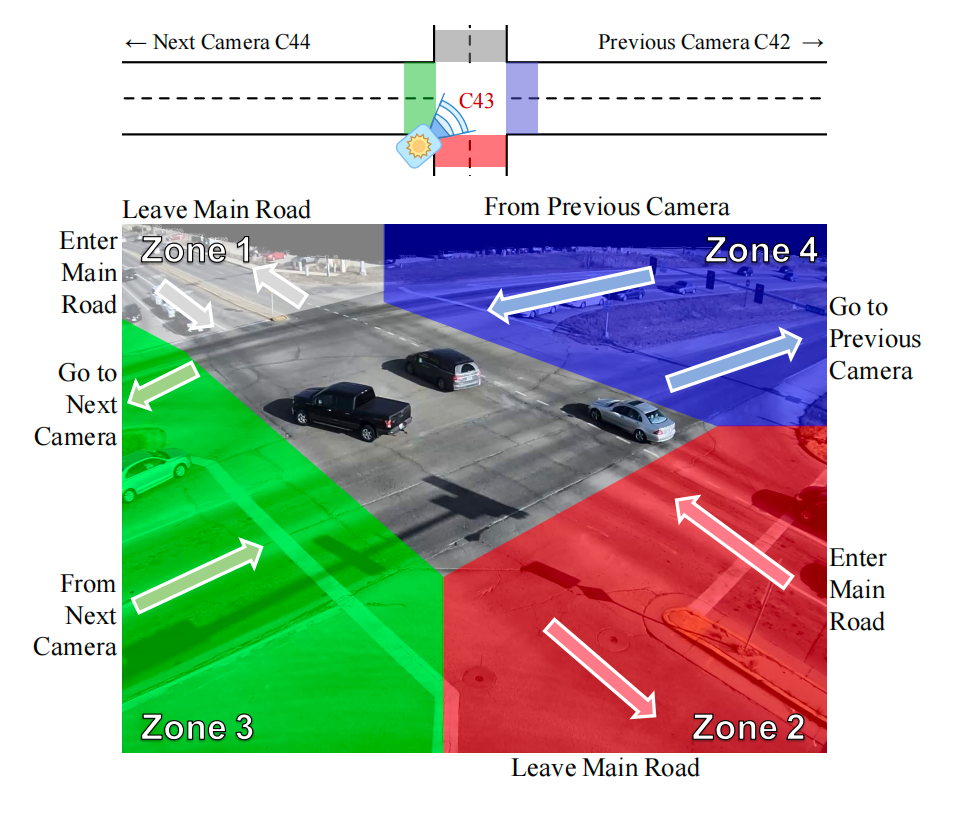 ← Next Camera C44
Previous Camera C42 →
C43
Leave Main Road
From Previous Camera
Enter
Main
Road
Zone 1
Zone 4
Go to
Previous
Camera
Go to
Next
Camera
From
Next
Camera
Enter
Main
Road
Zone 3
Zone 2
Leave Main Road